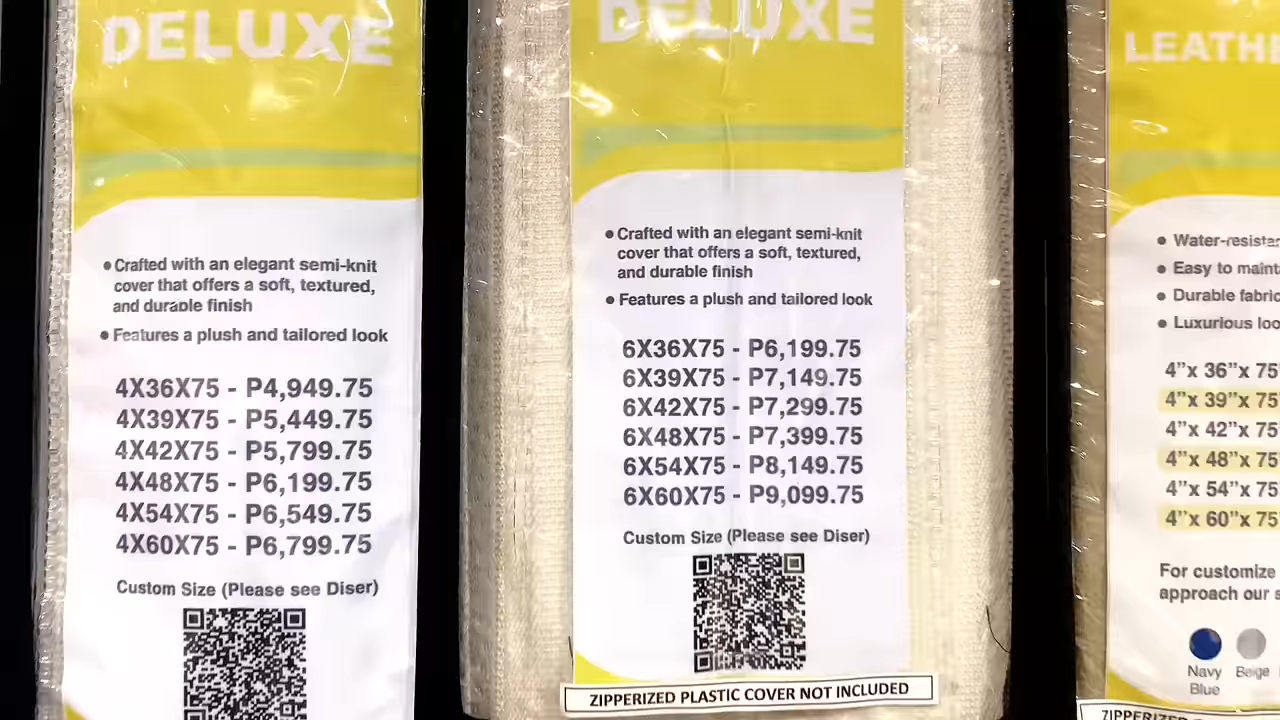 DELUXE
● Crafted with an elegant semi-knit
cover that offers a soft, textured,
and durable finish
● Features a plush and tailored look
4X36X75 - P4,949.75
4X39X75 - P5,449.75
4X42X75 - P5,799.75
4X48X75 - P6,199.75
4X54X75 - P6,549.75
4X60X75 - P6,799.75
Custom Size (Please see Diser)
DELUXE
● Crafted with an elegant semi-knit
cover that offers a soft, textured,
and durable finish
● Features a plush and tailored look
6X36X75 - P6,199.75
6X39X75 - P7,149.75
6X42X75 - P7,299.75
6X48X75 - P7,399.75
6X54X75 - P8,149.75
6X60X75 - P9,099.75
Custom Size (Please see Diser)
ZIPPERIZED PLASTIC COVER NOT INCLUDED
● Easy to
● Durable
● Luxurious
4”x 36”x 75
4”x 39”x 75
4”x 42”x 75
4”x 48”x 75
4”x 54”x 75
4”x 60”x 75
For customize
approach our
Navy
Blue
Beige